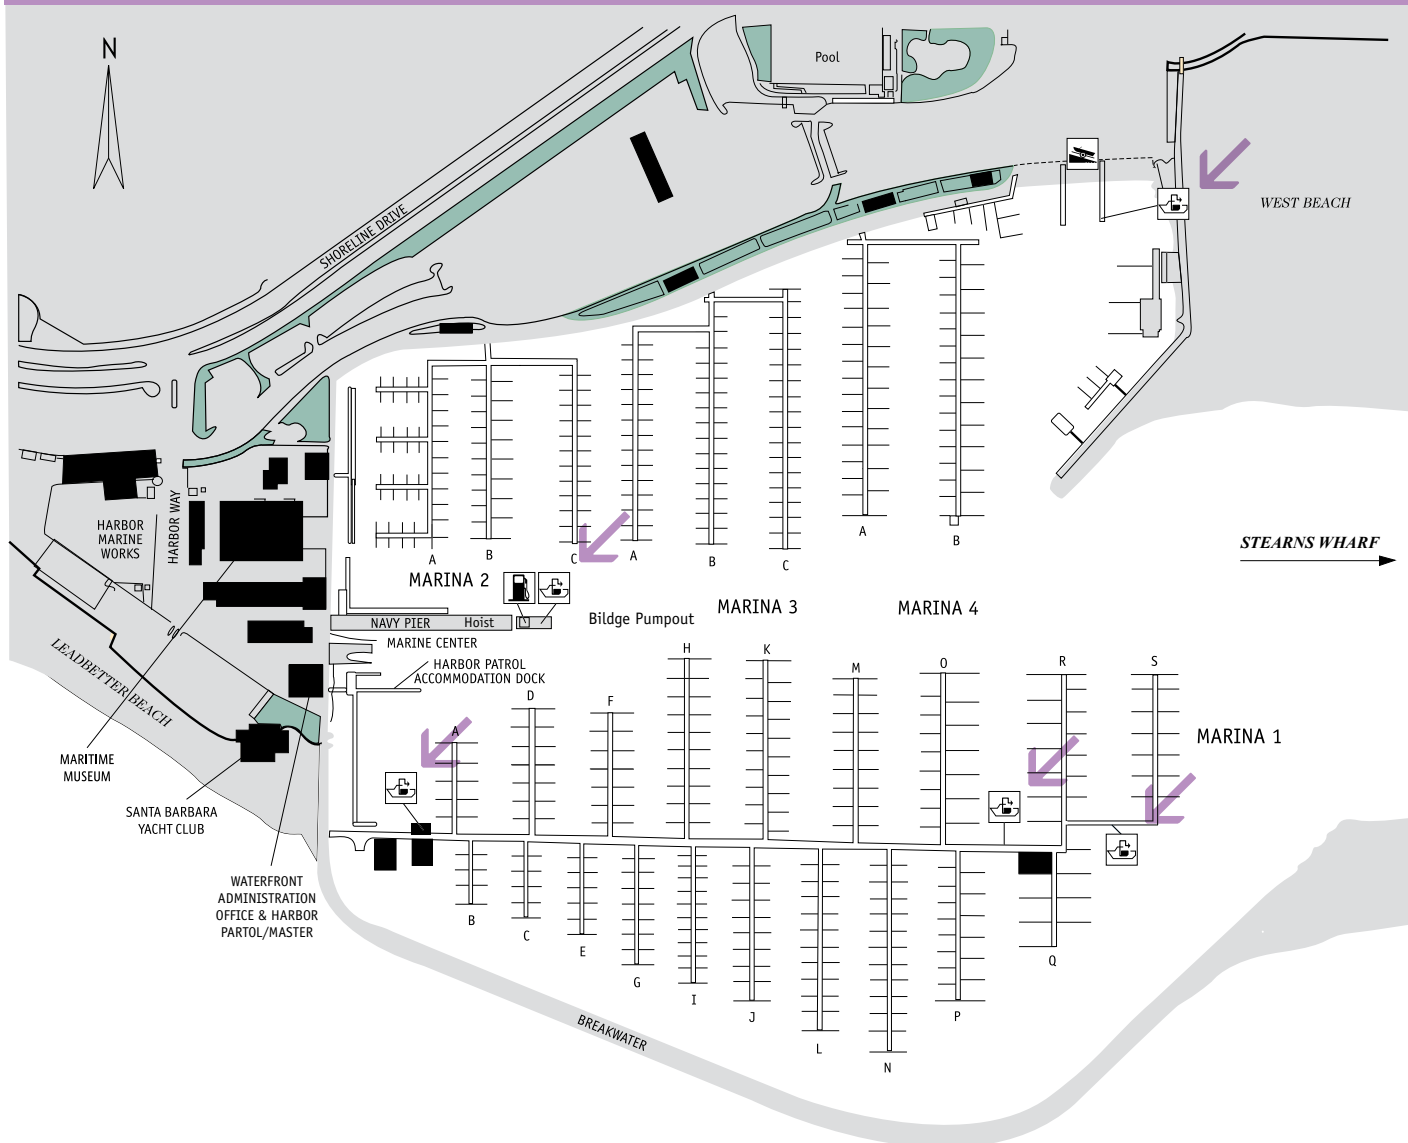 N
Pool
WEST BEACH
SHORELINE DRIVE
HARBOR
MARINE
WORKS
HARBOR WAY
A
B
C
A
B
C
A
B
MARINA 2
STEARNS WHARF
MARINA 3
MARINA 4
NAVY PIER
Hoist
Bildge Pumpout
MARINE CENTER
HARBOR PATROL
ACCOMMODATION DOCK
LEADBETTER BEACH
A
D
F
H
K
M
O
R
S
MARINA 1
MARITIME
MUSEUM
SANTA BARBARA
YACHT CLUB
WATERFRONT
ADMINISTRATION
OFFICE & HARBOR
PARTOL/MASTER
B
C
E
G
I
J
L
N
P
Q
BREAKWATER